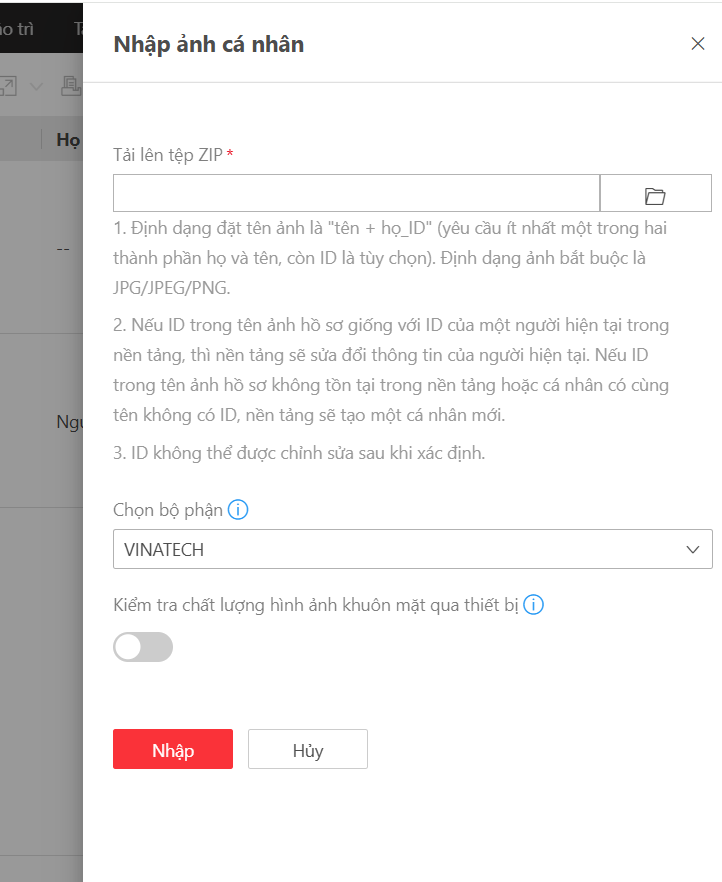 ảo trì
Nhập ảnh cá nhân
Họ
Tải lên tệp ZIP *
1. Định dạng đặt tên ảnh là "tên + họ_ID" (yêu cầu ít nhất một trong hai
thành phần họ và tên, còn ID là tùy chọn). Định dạng ảnh bắt buộc là
JPG/JPEG/PNG.
--
2. Nếu ID trong tên ảnh hồ sơ giống với ID của một người hiện tại trong
nền tảng, thì nền tảng sẽ sửa đổi thông tin của người hiện tại. Nếu ID
trong tên ảnh hồ sơ không tồn tại trong nền tảng hoặc cá nhân có cùng
tên không có ID, nền tảng sẽ tạo một cá nhân mới.
3. ID không thể được chỉnh sửa sau khi xác định.
Chọn bộ phận
VINATECH
Kiểm tra chất lượng hình ảnh khuôn mặt qua thiết bị
Nhập
Hủy